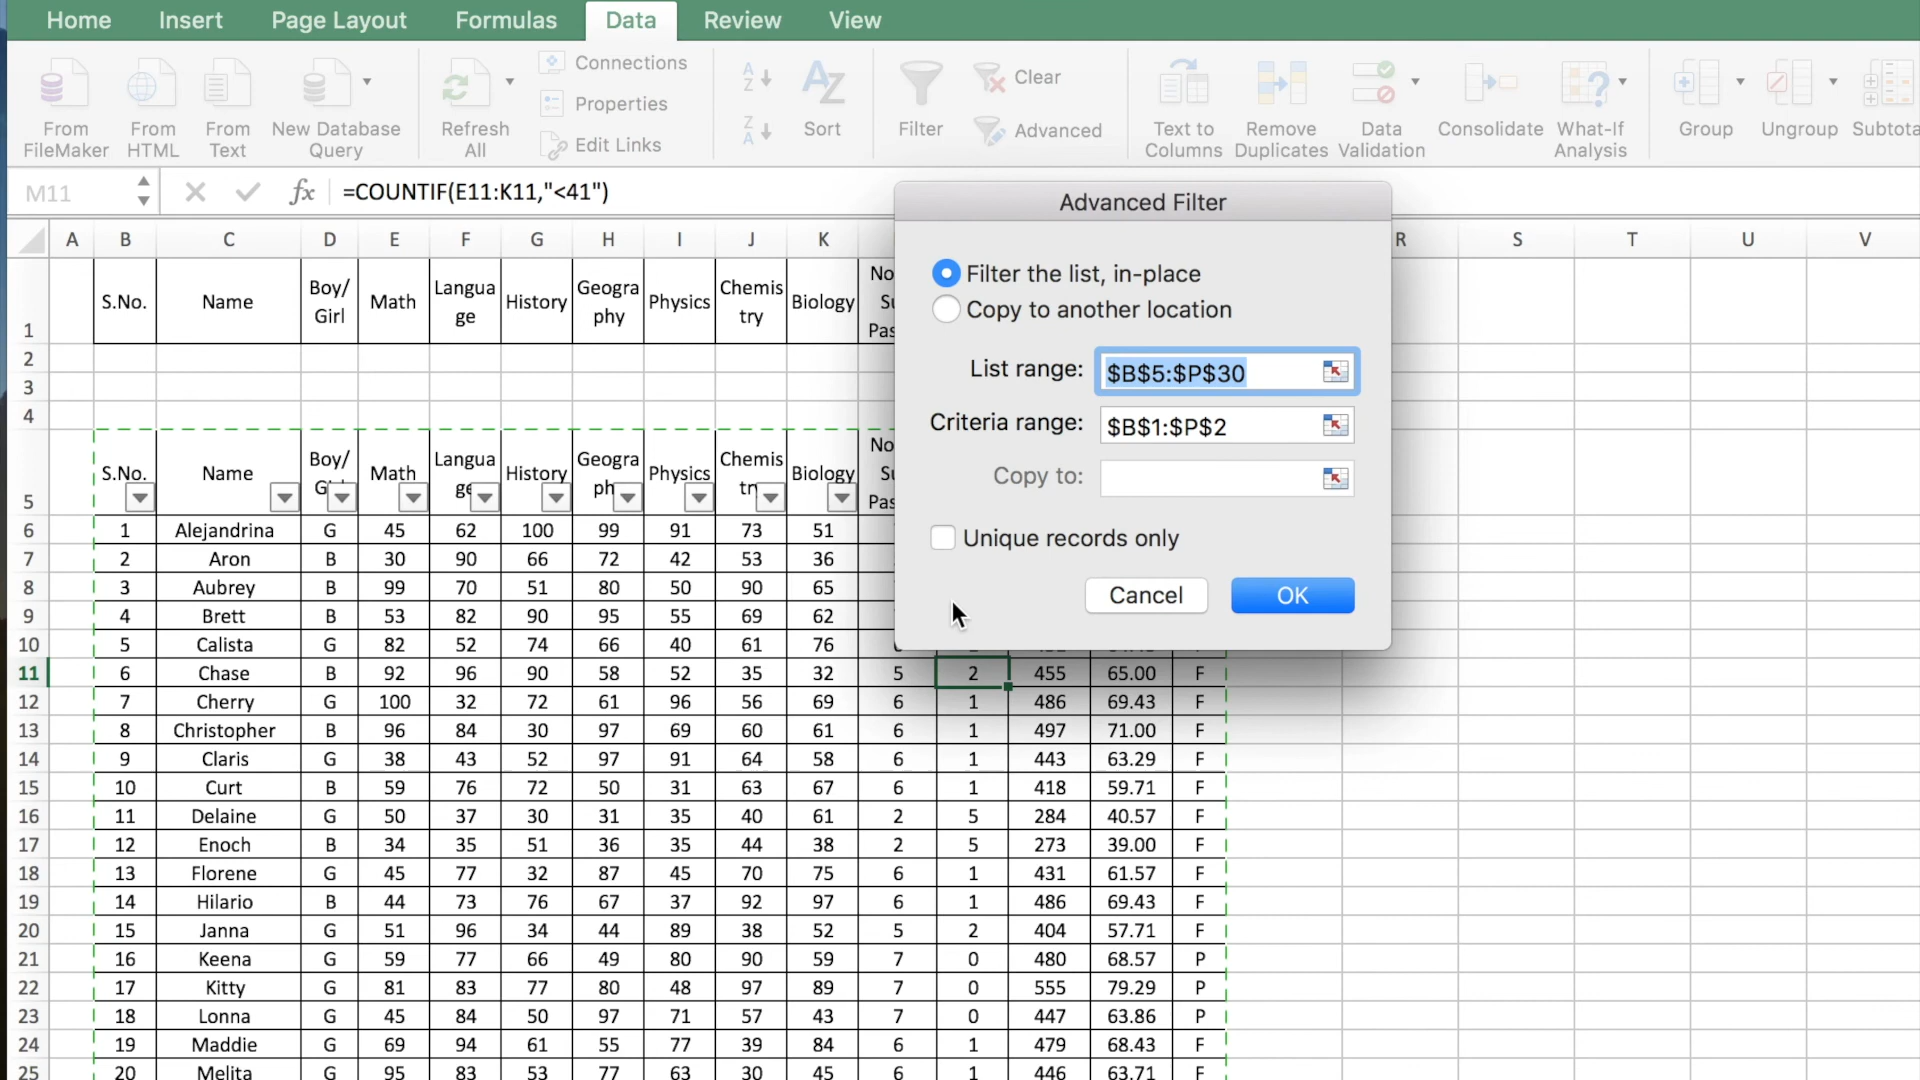 Home Insert Page Layout Formulas Data Review View
From FileMaker From HTML From Text New Database Query Refresh All Connections Properties Edit Links Sort Filter Clear Advanced Text to Columns Remove Duplicates Data Validation Consolidate What-If Analysis Group Ungroup Subtota
M11 fx =COUNTIF(E11:K11,"<41")
A B C D E F G H I J K R S T U V
1 S.No. Name Boy/ Girl Math Langua ge History Geogra phy Physics Chemis try Biology No Pas
2
3
4
5 S.No. Name Boy/ Math Langua ge History Geogra ph Physics Chemis Biology No Pas
6 1 Alejandrina G 45 62 100 99 91 73 51
7 2 Aron B 30 90 66 72 42 53 36
8 3 Aubrey B 99 70 51 80 50 90 65
9 4 Brett B 53 82 90 95 55 69 62
10 5 Calista G 82 52 74 66 40 61 76
11 6 Chase B 92 96 90 58 52 35 32 5 2 455 65.00 F
12 7 Cherry G 100 32 72 61 96 56 69 6 1 486 69.43 F
13 8 Christopher B 96 84 30 97 69 60 61 6 1 497 71.00 F
14 9 Claris G 38 43 52 97 91 64 58 6 1 443 63.29 F
15 10 Curt B 59 76 72 50 31 63 67 6 1 418 59.71 F
16 11 Delaine G 50 37 30 31 35 40 61 2 5 284 40.57 F
17 12 Enoch B 34 35 51 36 35 44 38 2 5 273 39.00 F
18 13 Florene G 45 77 32 87 45 70 75 6 1 431 61.57 F
19 14 Hilario B 44 73 76 67 37 92 97 6 1 486 69.43 F
20 15 Janna G 51 96 34 44 89 38 52 5 2 404 57.71 F
21 16 Keena G 59 77 66 49 80 90 59 7 0 480 68.57 P
22 17 Kitty G 81 83 77 80 48 97 89 7 0 555 79.29 P
23 18 Lonna G 45 84 50 97 71 57 43 7 0 447 63.86 P
24 19 Maddie G 69 94 61 55 77 39 84 6 1 479 68.43 F
25 20 Melita G 95 83 53 77 63 30 45 6 1 446 63.71 F
Advanced Filter
Filter the list, in-place
Copy to another location
List range: $B$5:$P$30
Criteria range: $B$1:$P$2
Copy to:
Unique records only
Cancel OK